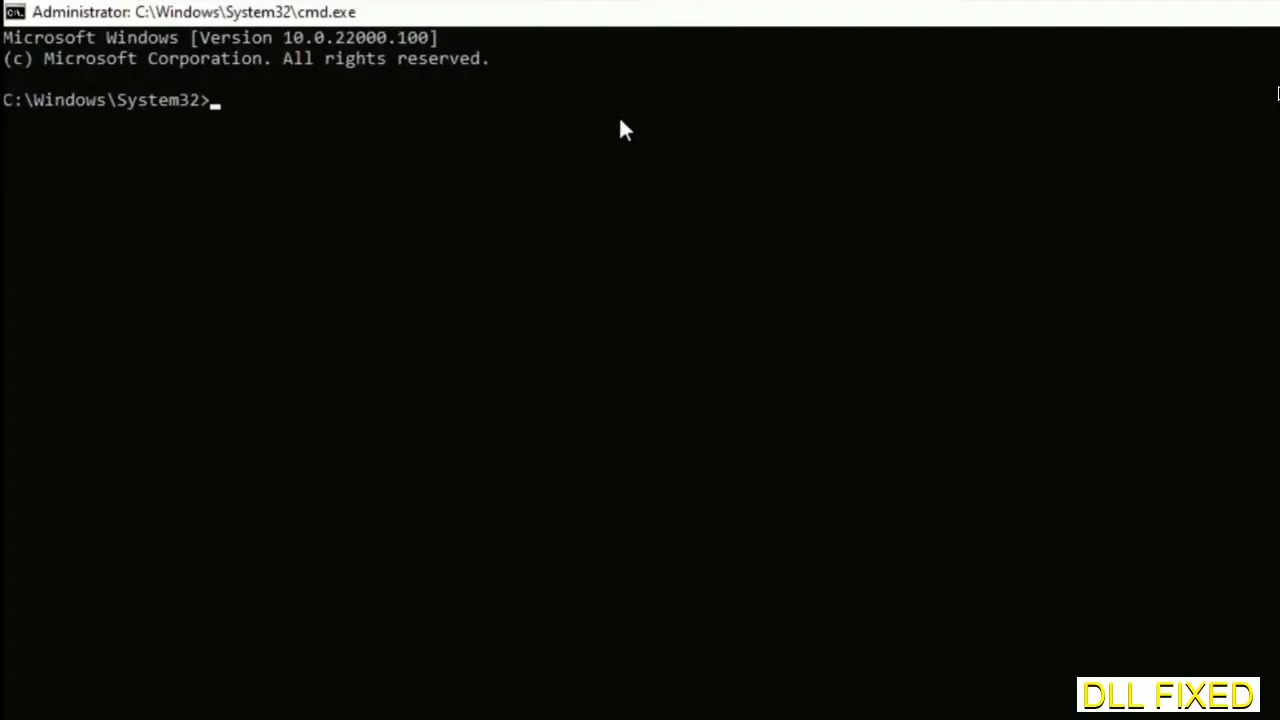 Administrator: C:\Windows\System32\cmd.exe
Microsoft Windows [Version 10.0.22000.100]
(c) Microsoft Corporation. All rights reserved.
C:\Windows\System32>
DLL FIXED